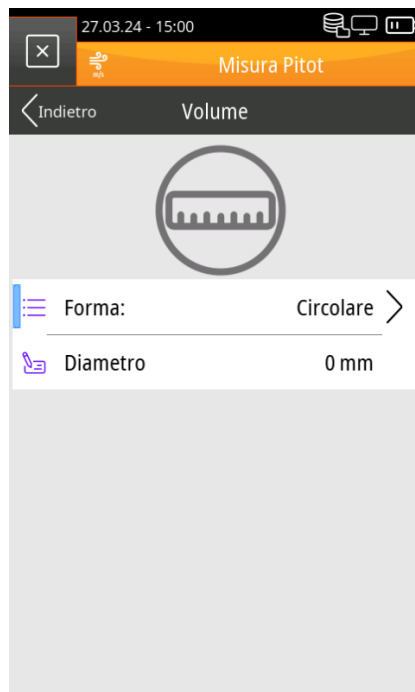 27.03.24 - 15:00
m/s
Misura Pitot
Indietro
Volume
Forma:
Circolare
Diametro
0 mm